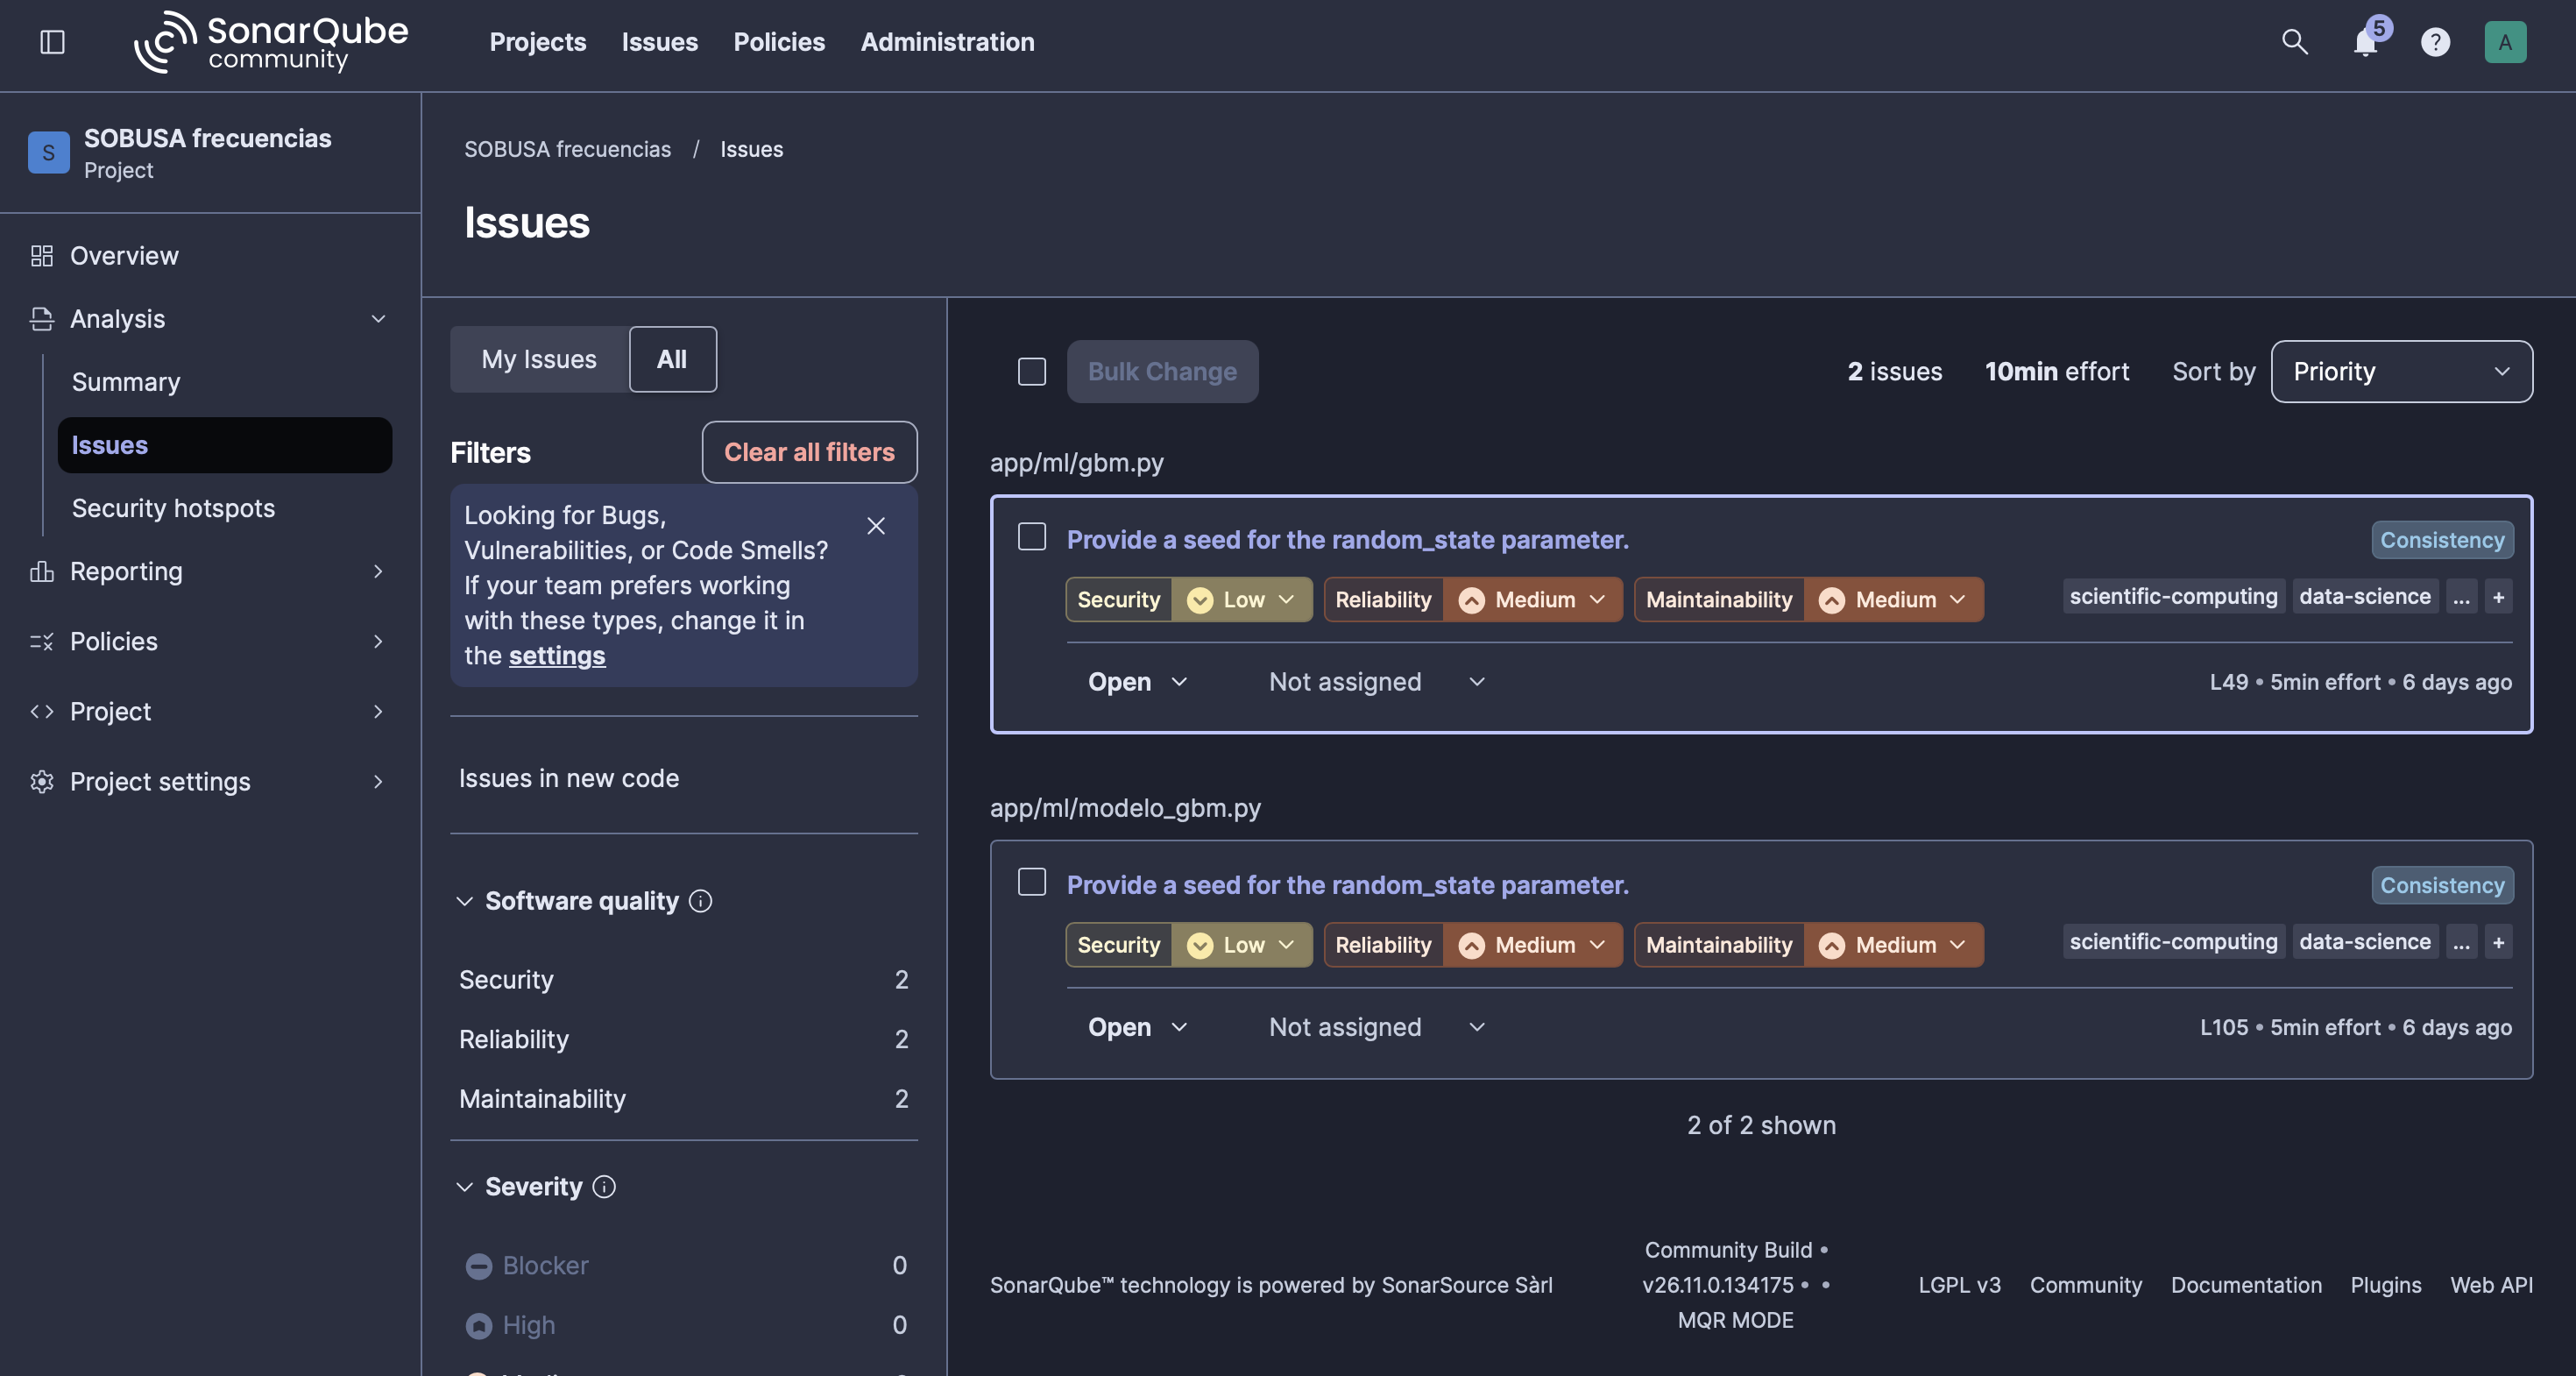 SonarQube
community
Projects
Issues
Policies
Administration
5
?
A
S
SOBUSA frecuencias
Project
Overview
Analysis
Summary
Issues
Security hotspots
Reporting
Policies
Project
Project settings
SOBUSA frecuencias / Issues
Issues
My Issues
All
Filters
Clear all filters
Looking for Bugs,
Vulnerabilities, or Code Smells?
If your team prefers working
with these types, change it in
the settings
Issues in new code
Software quality
Security 2
Reliability 2
Maintainability 2
Severity
Blocker 0
High 0
Bulk Change
2 issues
10min effort
Sort by
Priority
app/ml/gbm.py
Provide a seed for the random_state parameter.
Consistency
Security Low
Reliability Medium
Maintainability Medium
scientific-computing data-science ... +
Open
Not assigned
L49 • 5min effort • 6 days ago
app/ml/modelo_gbm.py
Provide a seed for the random_state parameter.
Consistency
Security Low
Reliability Medium
Maintainability Medium
scientific-computing data-science ... +
Open
Not assigned
L105 • 5min effort • 6 days ago
2 of 2 shown
SonarQube™ technology is powered by SonarSource Sàrl
Community Build •
v26.11.0.134175 • •
MQR MODE
LGPL v3
Community
Documentation
Plugins
Web API